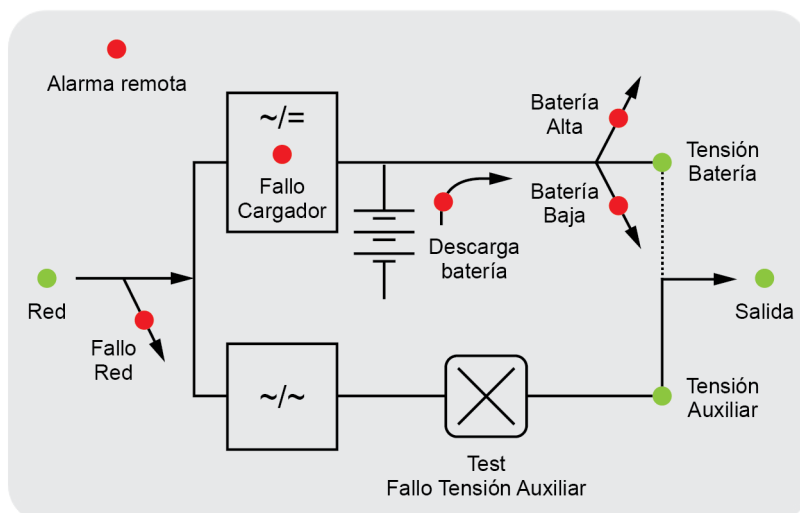 Alarma remota
~/=
Fallo
Cargador
Batería
Alta
Tensión
Batería
Batería
Baja
Descarga
batería
Red
Fallo
Red
Salida
~/~
Tensión
Auxiliar
Test
Fallo Tensión Auxiliar